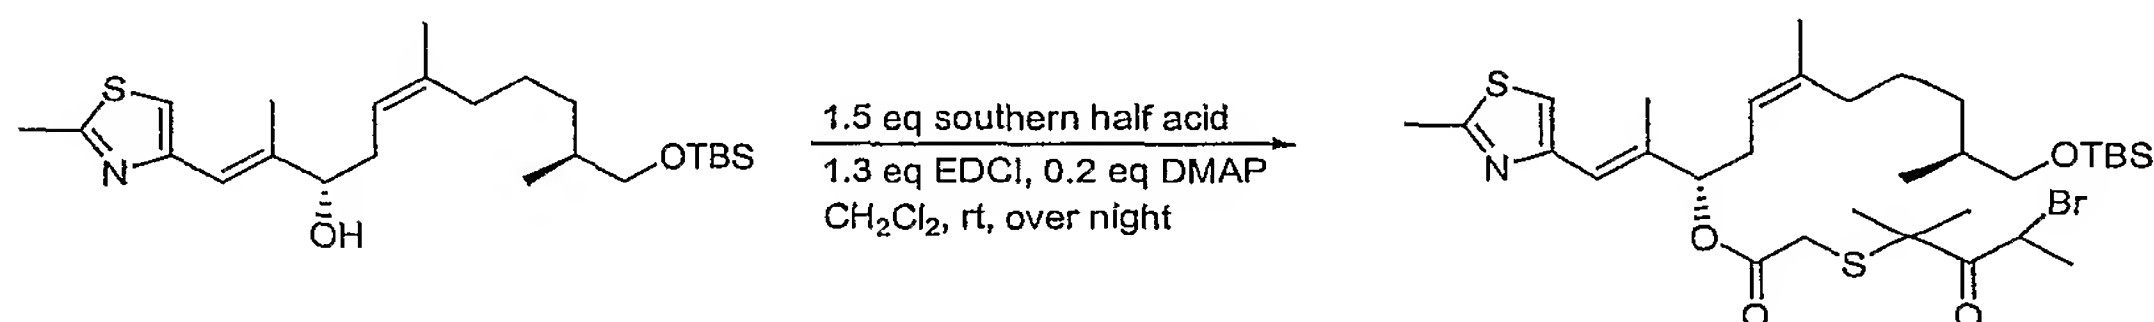 S
N
OH
OTBS
1.5 eq southern half acid
1.3 eq EDCI, 0.2 eq DMAP
CH2Cl2, rt, over night
S
N
OTBS
Br
O
S
O
O